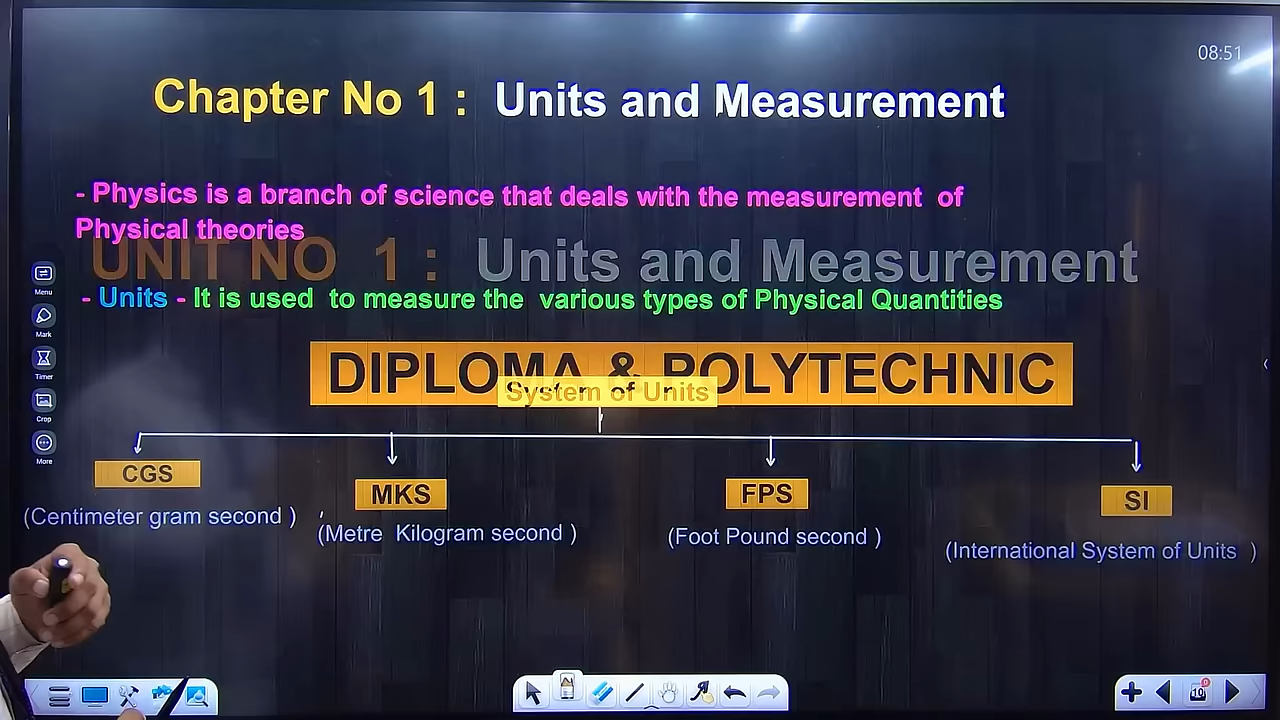 08:51
Chapter No 1 : Units and Measurement
- Physics is a branch of science that deals with the measurement of
Physical theories
UNIT NO 1 : Units and Measurement
- Units - It is used to measure the various types of Physical Quantities
DIPLOMA & POLYTECHNIC
System of Units
CGS
MKS
FPS
SI
(Centimeter gram second )
(Metre Kilogram second )
(Foot Pound second )
(International System of Units )
Menu
Mark
Timer
Crop
More
10